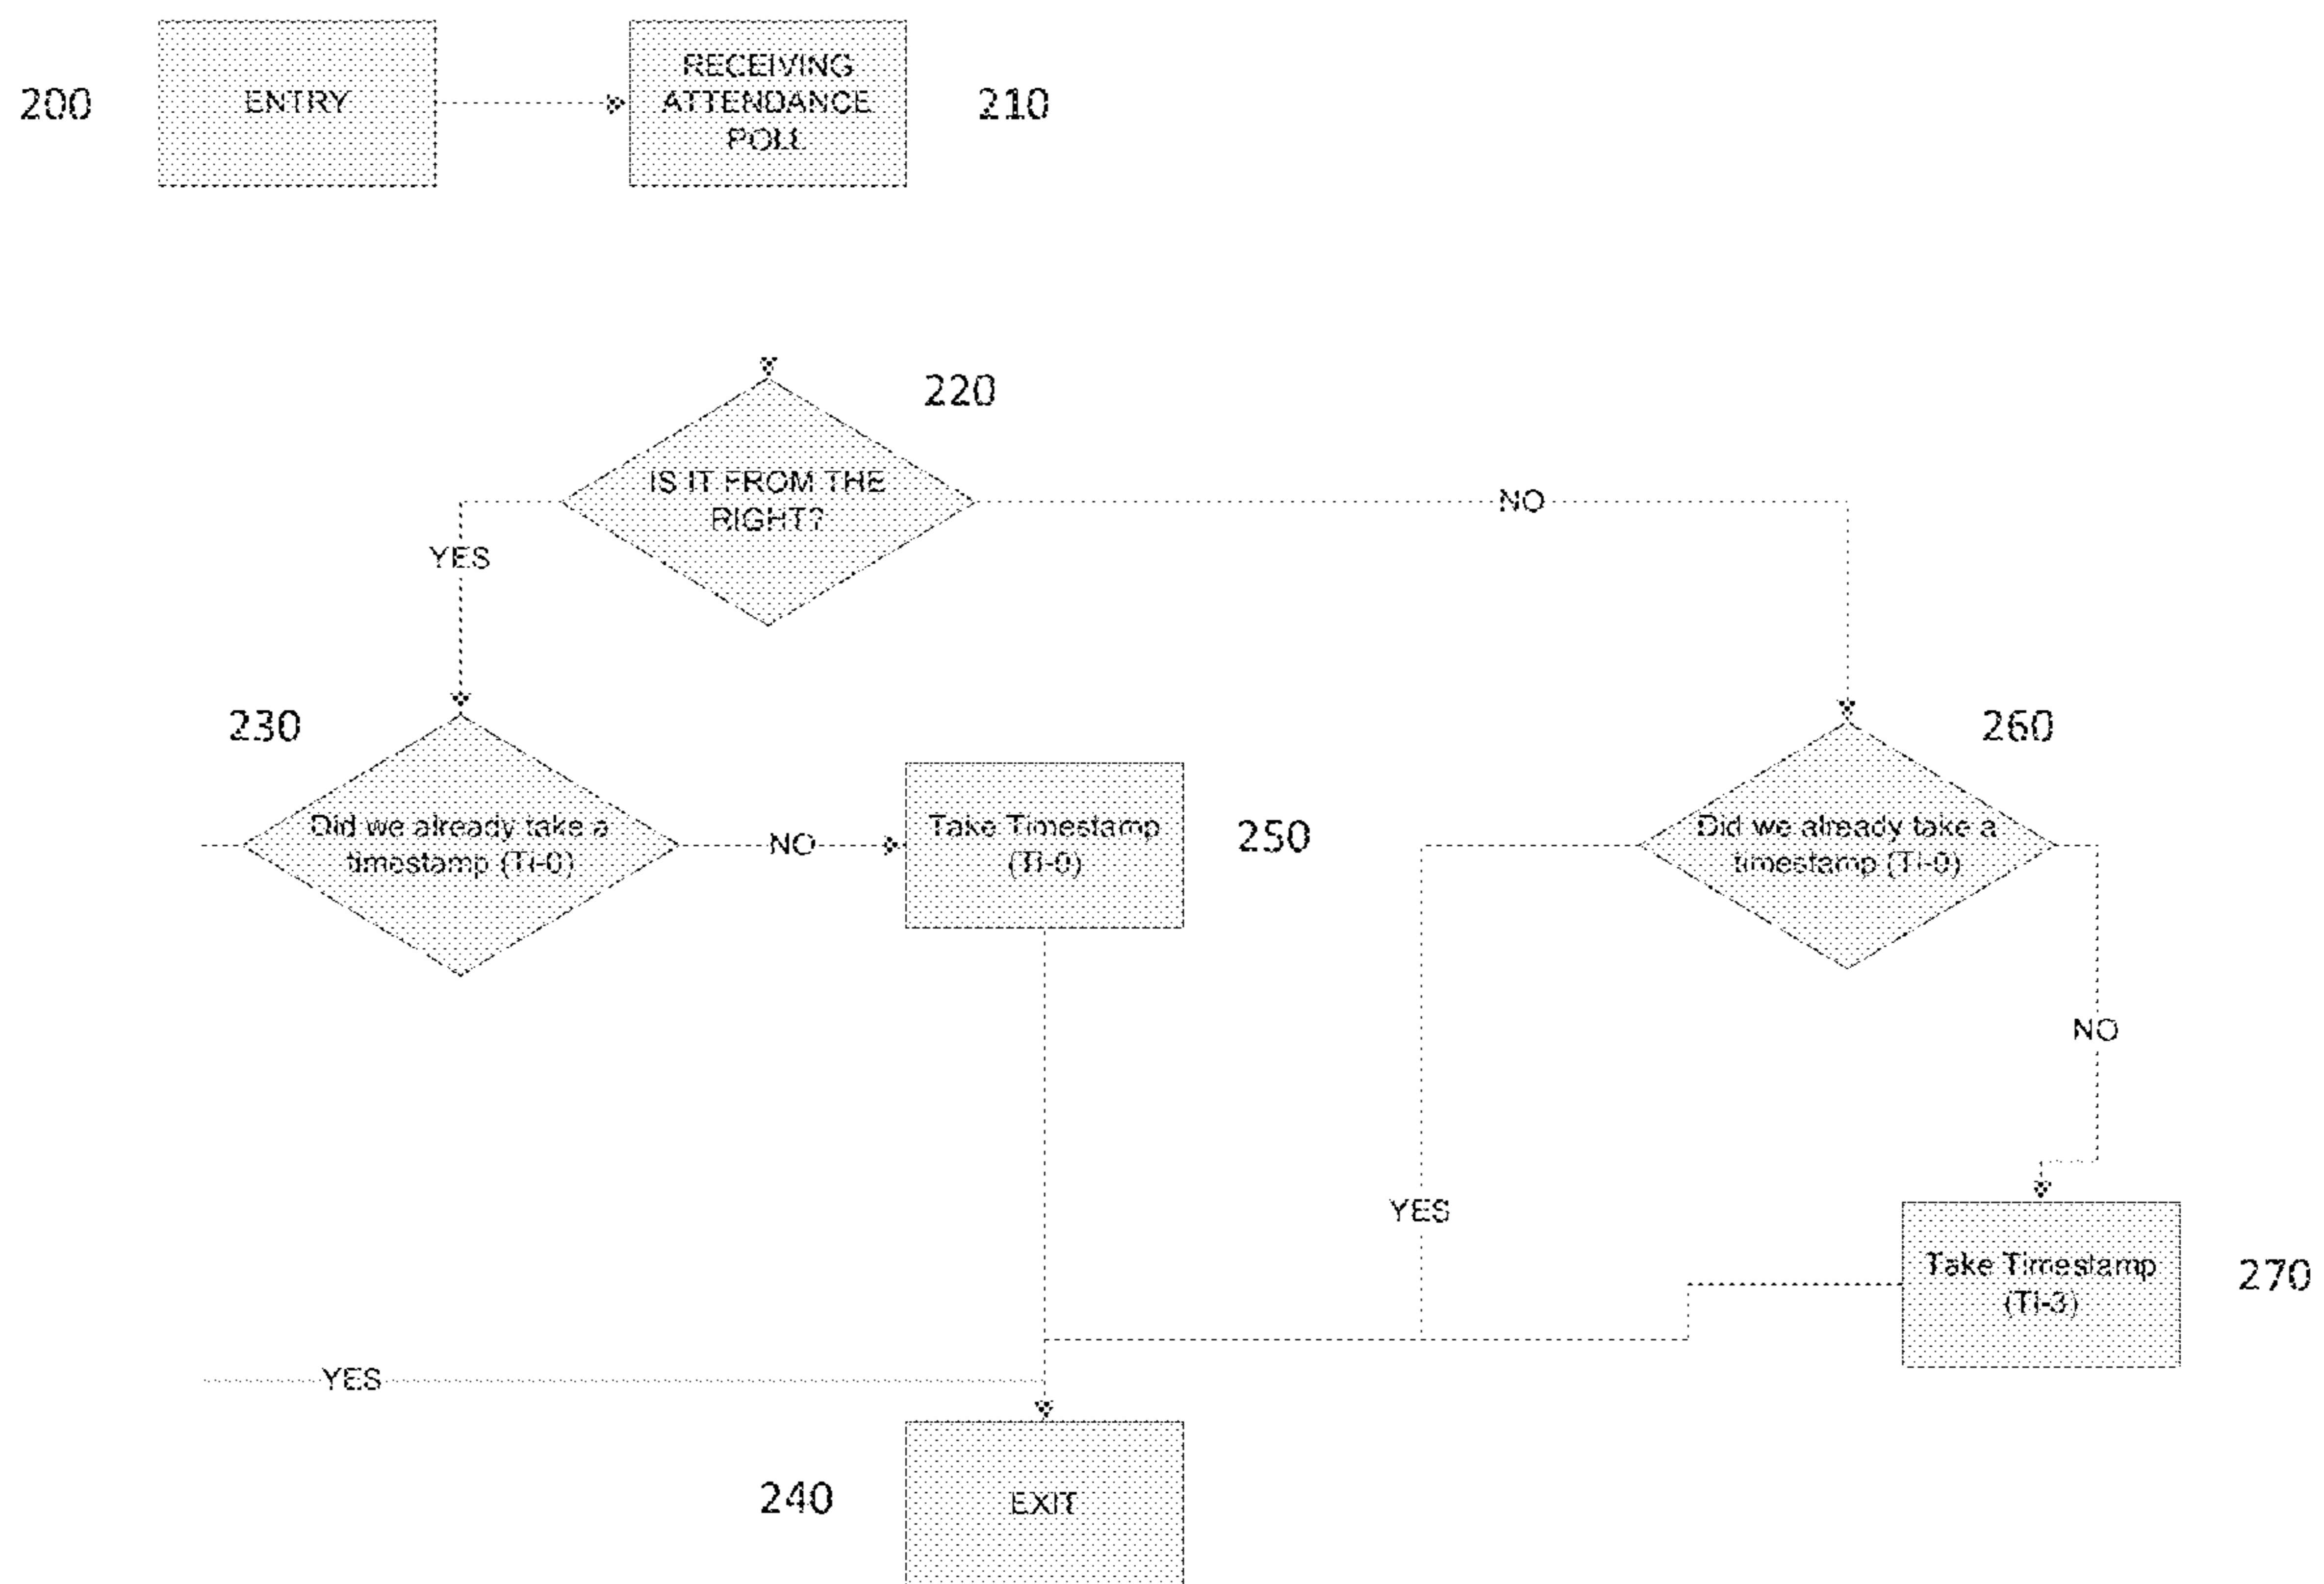 200
ENTRY
RECEIVING
ATTENDANCE
POLL
210
220
IS IT FROM THE
RIGHT?
NO
YES
230
260
Did we already take a
timestamp (Ti-0)
NO
Take Timestamp
(Ti-0)
250
Did we already take a
timestamp (Ti-0)
NO
YES
Take Timestamp
(Ti-3)
270
YES
240
EXIT